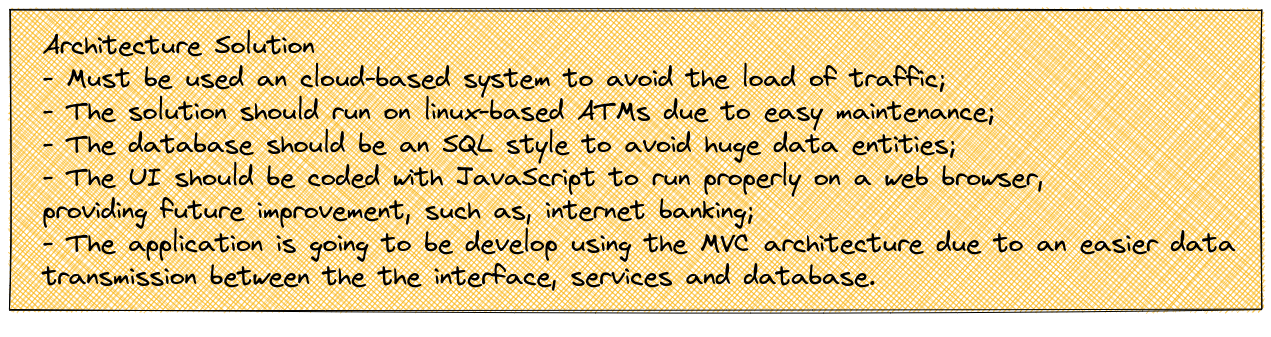 Architecture Solution
- Must be used an cloud-based system to avoid the load of traffic;
- The solution should run on linux-based ATMs due to easy maintenance;
- The database should be an SQL style to avoid huge data entities;
- The UI should be coded with JavaScript to run properly on a web browser,
providing future improvement, such as, internet banking;
- The application is going to be develop using the MVC architecture due to an easier data
transmission between the the interface, services and database.